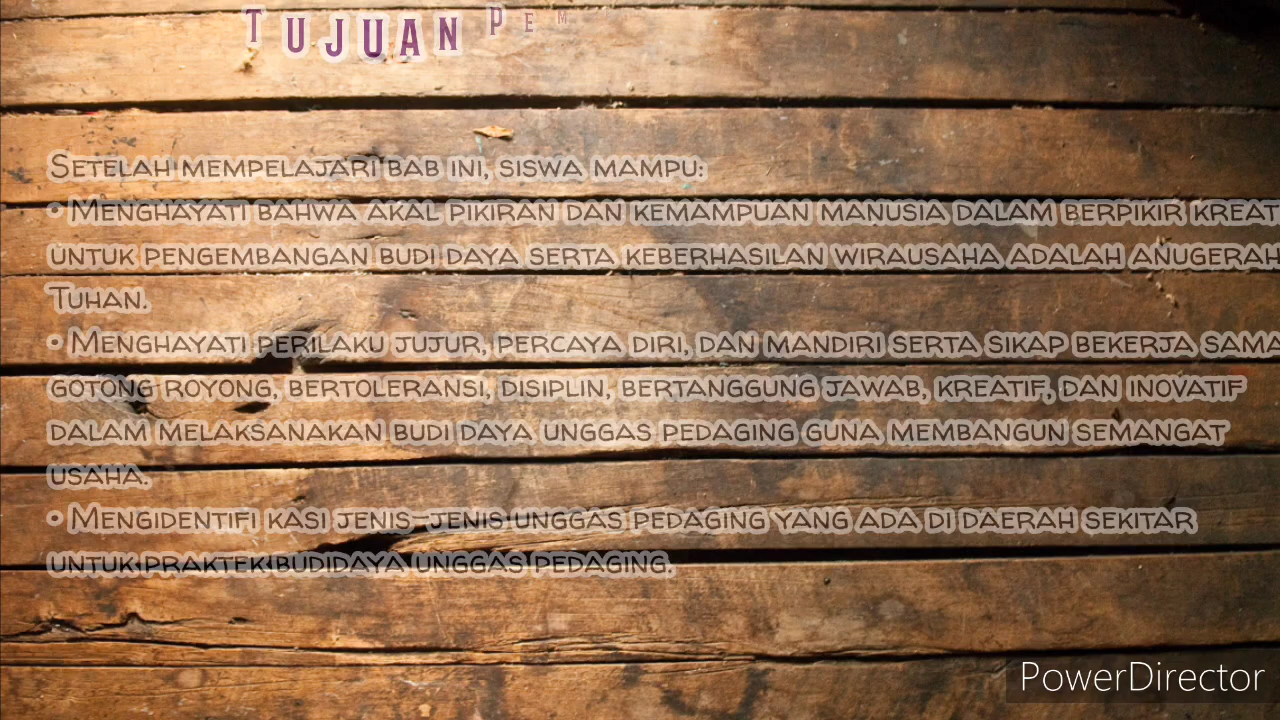 TUJUAN PEM
SETELAH MEMPELAJARI BAB INI, SISWA MAMPU:
• MENGHAYATI BAHWA AKAL PIKIRAN DAN KEMAMPUAN MANUSIA DALAM BERPIKIR KREAT
UNTUK PENGEMBANGAN BUDI DAYA SERTA KEBERHASILAN WIRAUSAHA ADALAH ANUGERAH
TUHAN.
• MENGHAYATI PERILAKU JUJUR, PERCAYA DIRI, DAN MANDIRI SERTA SIKAP BEKERJA SAMA
GOTONG ROYONG, BERTOLERANSI, DISIPLIN, BERTANGGUNG JAWAB, KREATIF, DAN INOVATIF
DALAM MELAKSANAKAN BUDI DAYA UNGGAS PEDAGING GUNA MEMBANGUN SEMANGAT
USAHA.
• MENGIDENTIFI KASI JENIS-JENIS UNGGAS PEDAGING YANG ADA DI DAERAH SEKITAR
UNTUK PRAKTEK BUDIDAYA UNGGAS PEDAGING.
PowerDirector